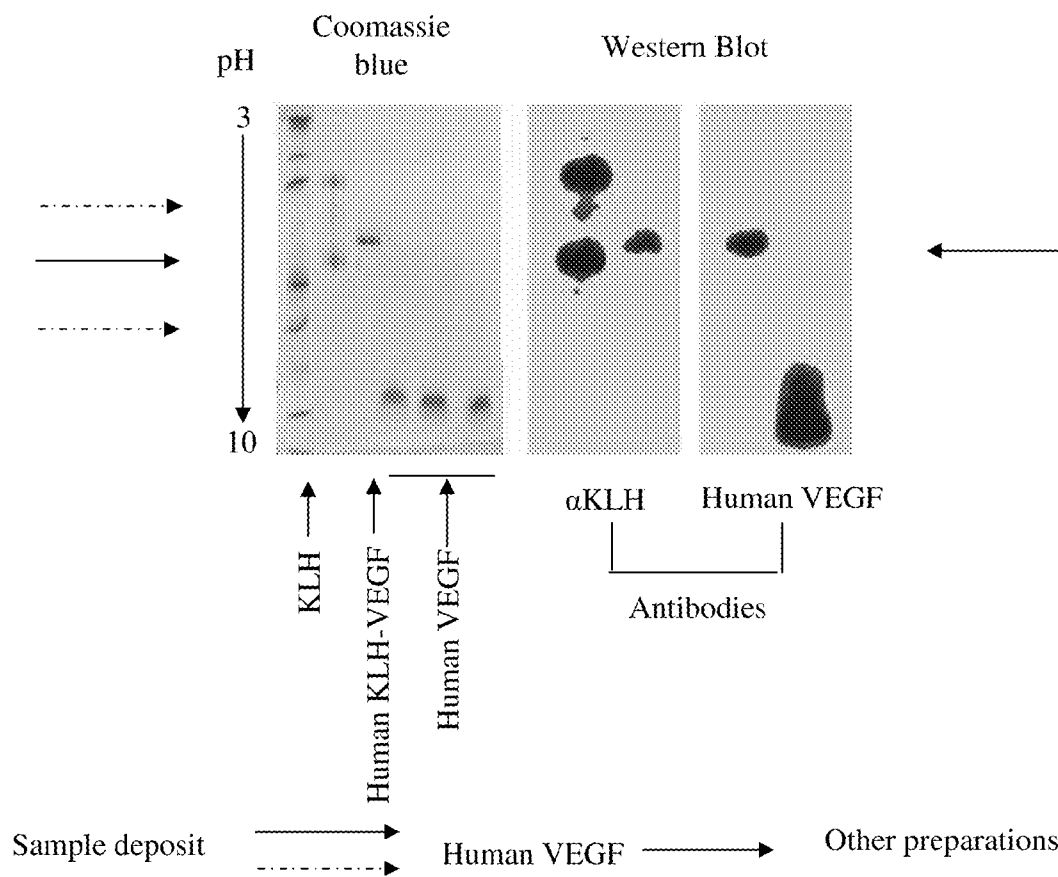 Coomassie
blue
Western Blot
pH
3
10
αKLH
Human VEGF
KLH
Human KLH-VEGF
Human VEGF
Antibodies
Sample deposit
Human VEGF
Other preparations